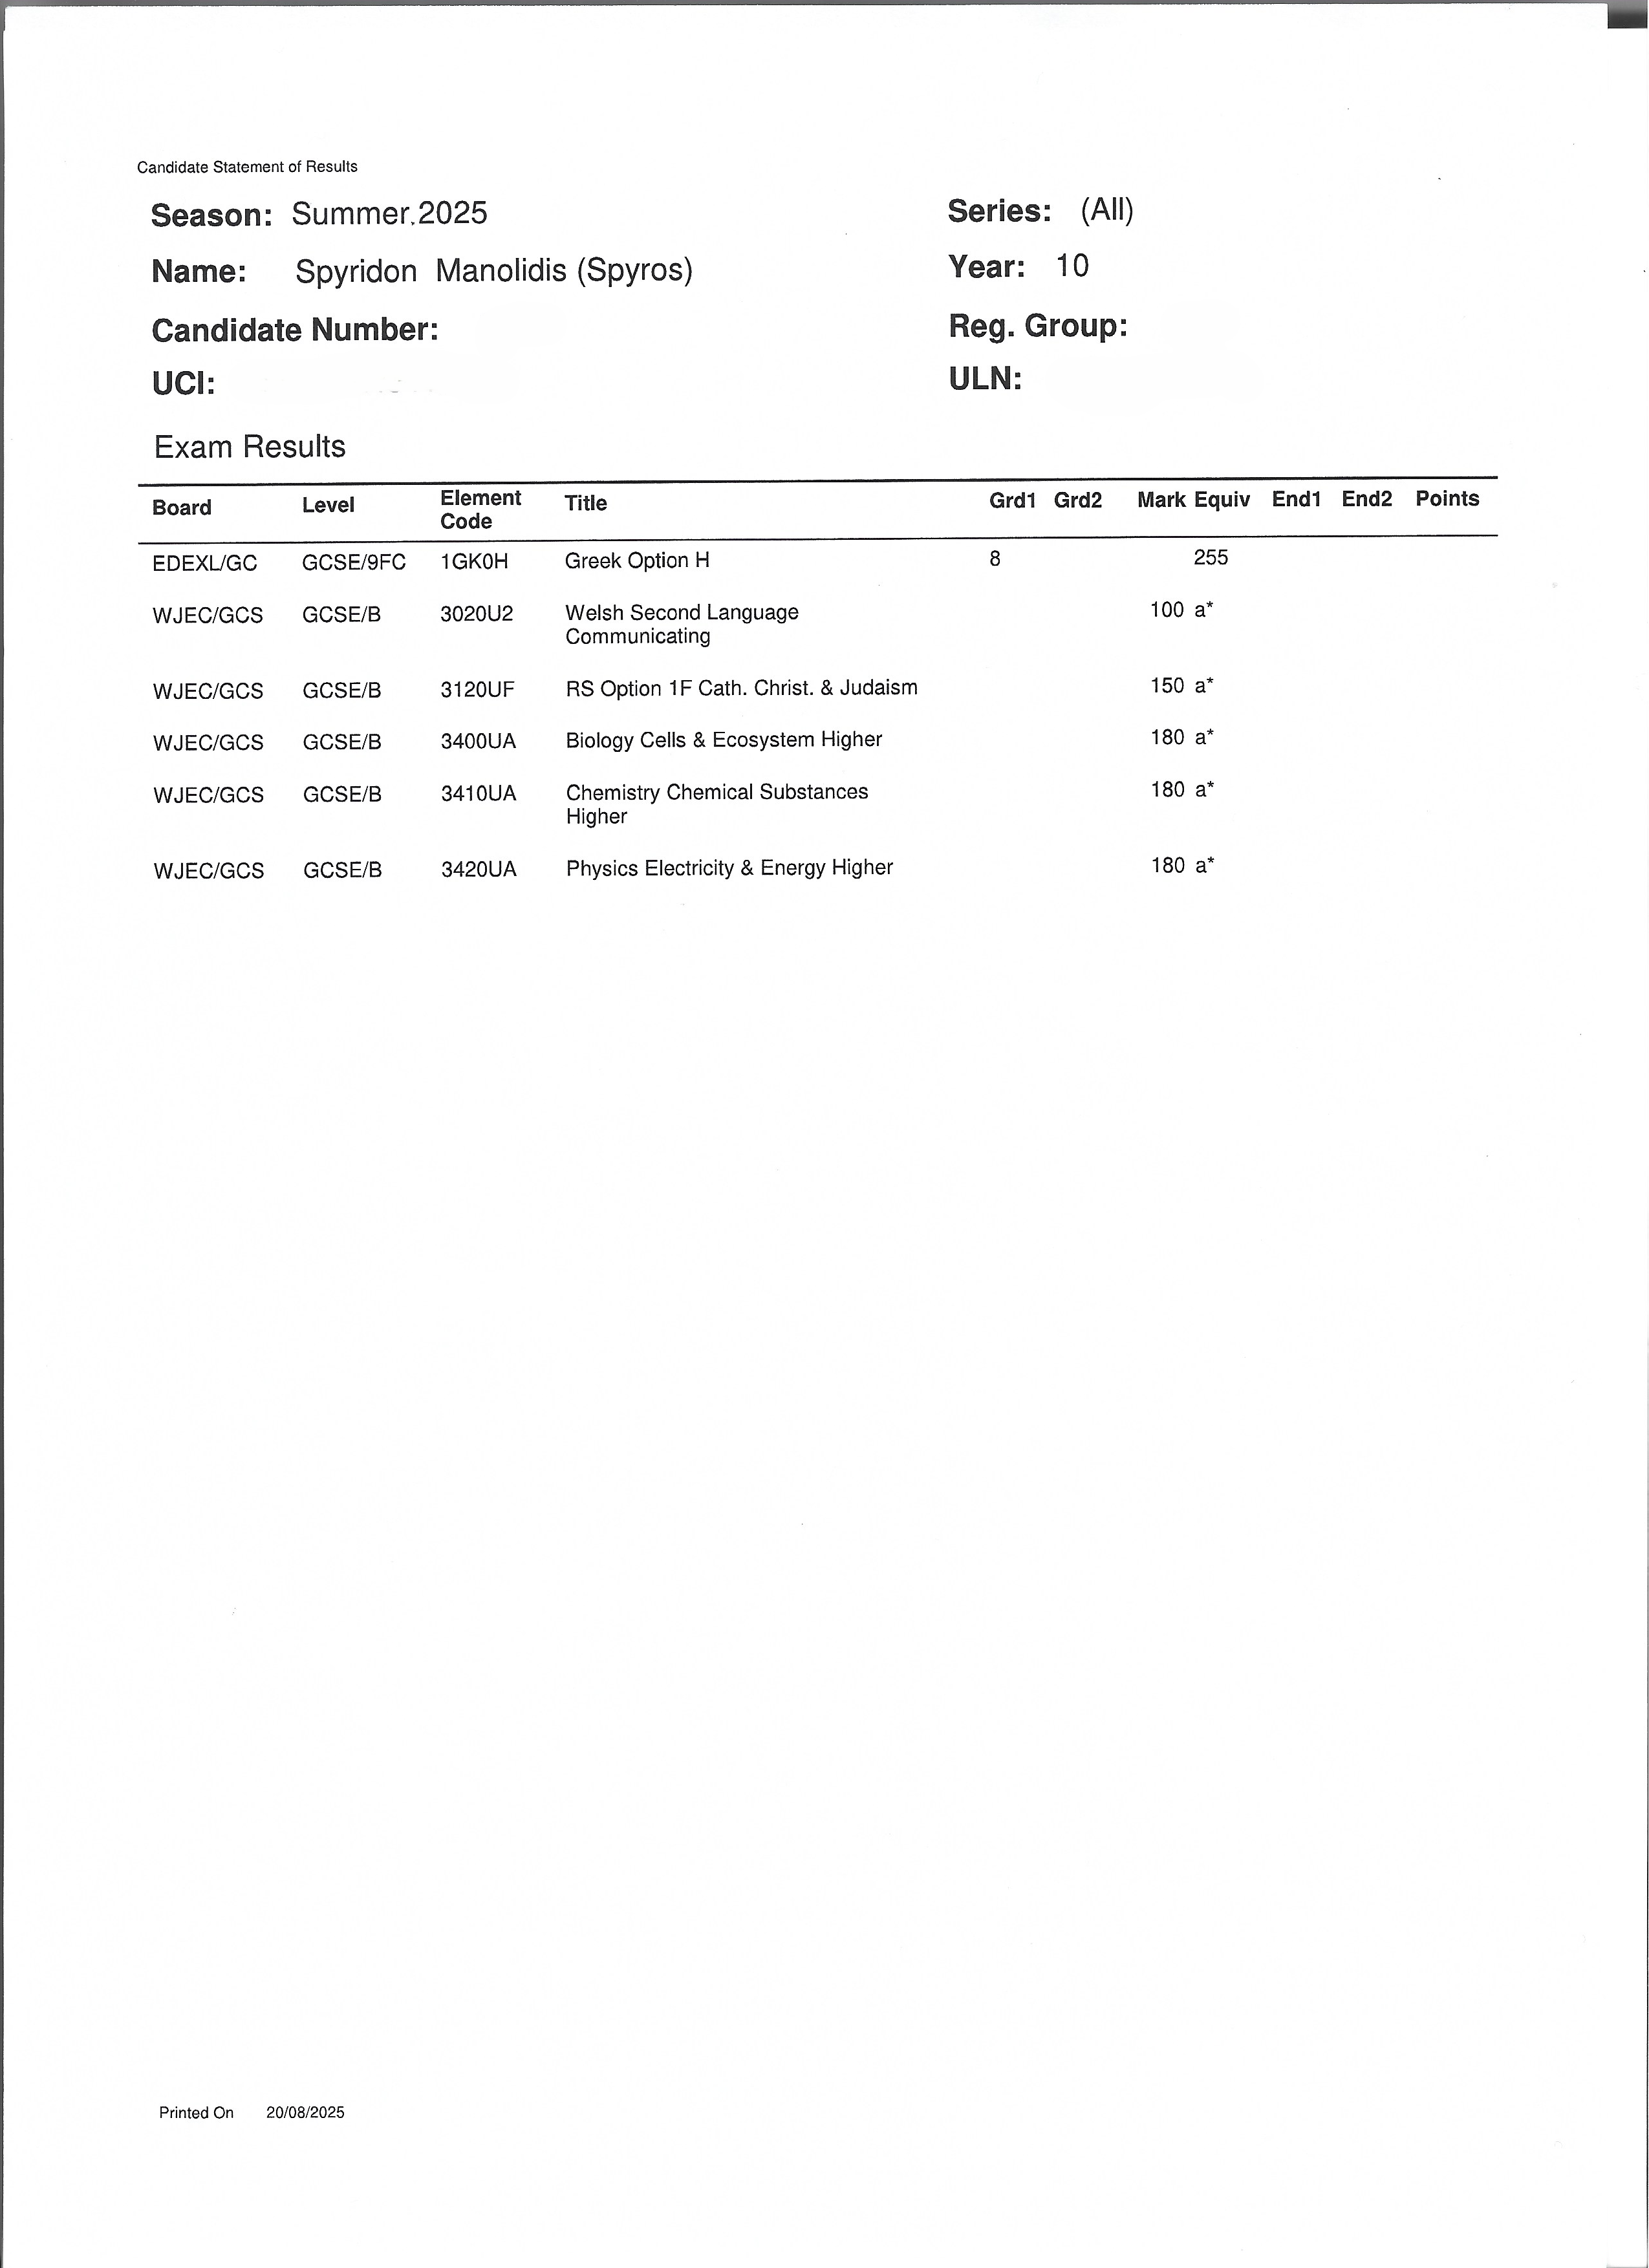 Candidate Statement of Results
Season: Summer.2025 Series: (All)
Name: Spyridon Manolidis (Spyros) Year: 10
Candidate Number: Reg. Group:
UCI: ULN:
Exam Results
Board Level Element Code Title Grd1 Grd2 Mark Equiv End1 End2 Points
EDEXL/GC GCSE/9FC 1GK0H Greek Option H 8 255
WJEC/GCS GCSE/B 3020U2 Welsh Second Language 100 a*
Communicating
WJEC/GCS GCSE/B 3120UF RS Option 1F Cath. Christ. & Judaism 150 a*
WJEC/GCS GCSE/B 3400UA Biology Cells & Ecosystem Higher 180 a*
WJEC/GCS GCSE/B 3410UA Chemistry Chemical Substances 180 a*
Higher
WJEC/GCS GCSE/B 3420UA Physics Electricity & Energy Higher 180 a*
Printed On 20/08/2025